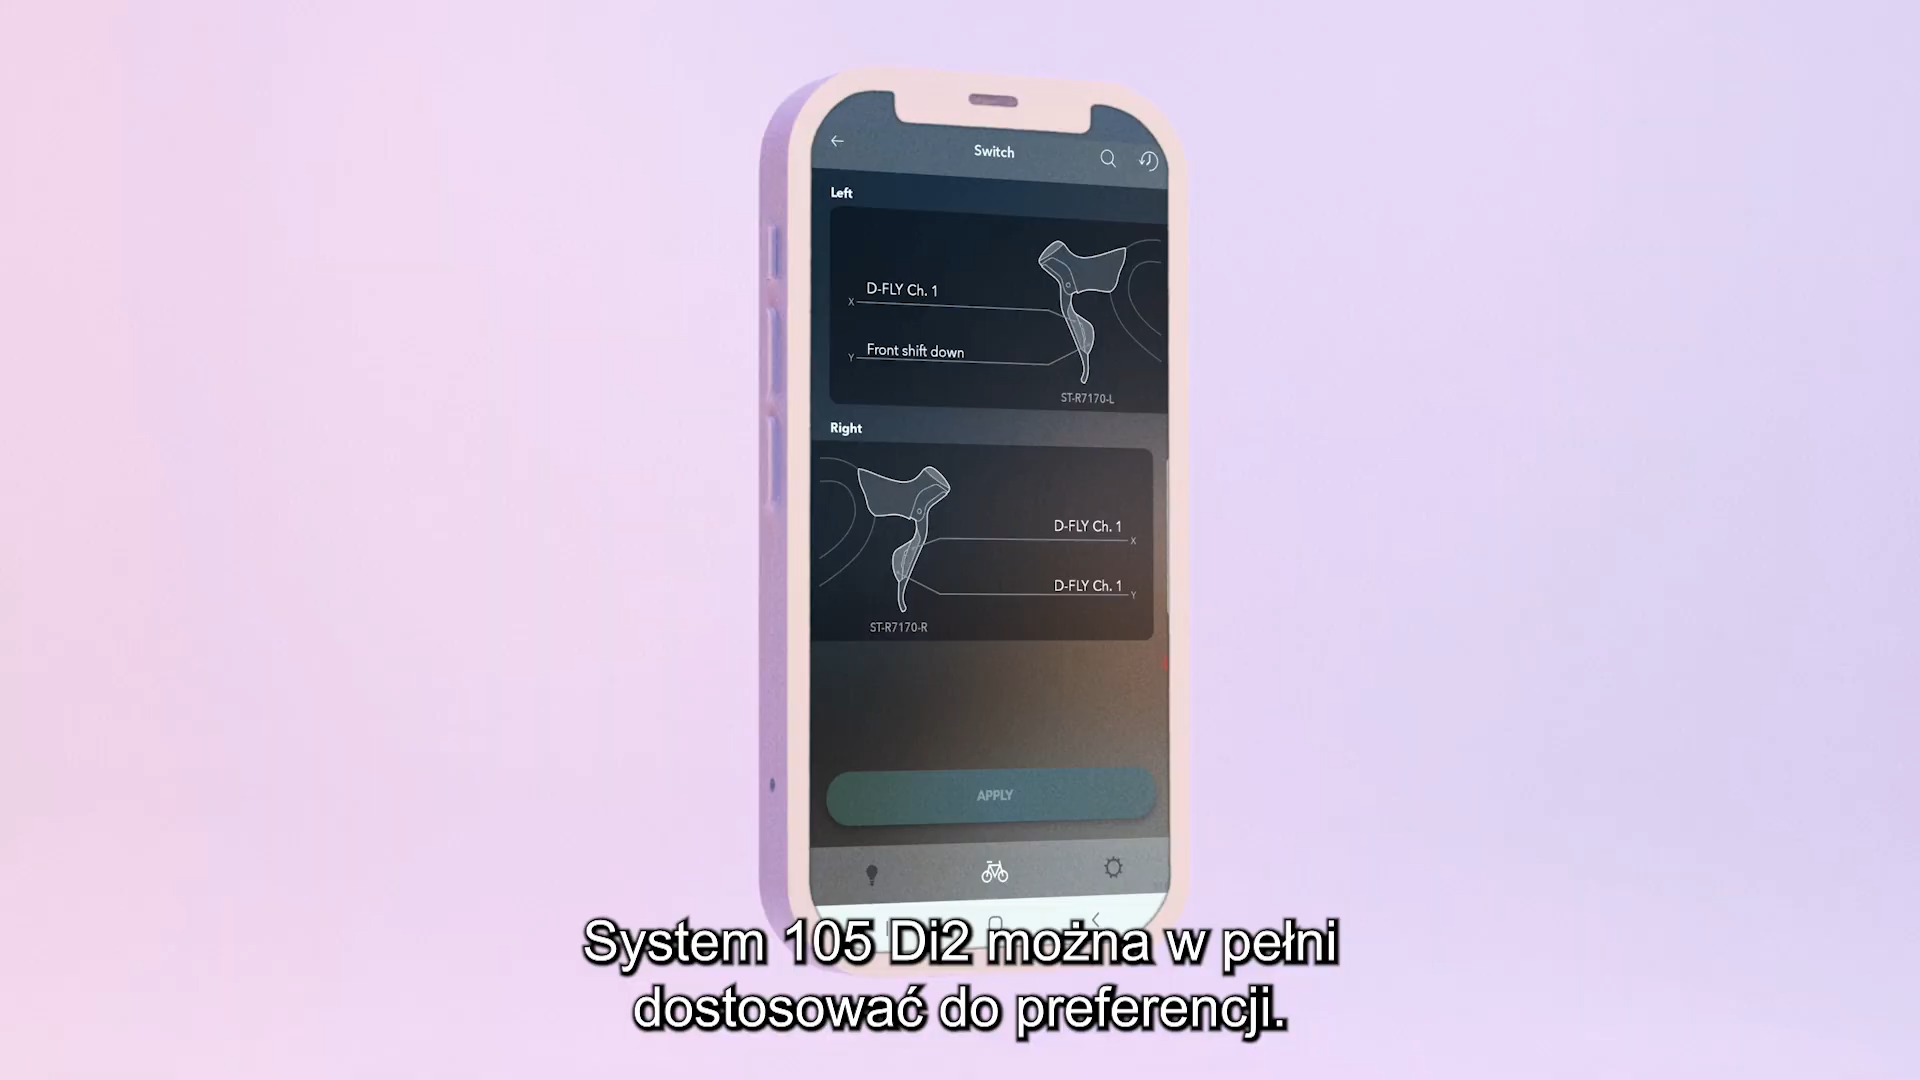 Switch
Left
D-FLY Ch. 1
X
Front shift down
Y
ST-R7170-L
Right
D-FLY Ch. 1
X
D-FLY Ch. 1
Y
ST-R7170-R
APPLY
System 105 Di2 można w pełni
dostosować do preferencji.